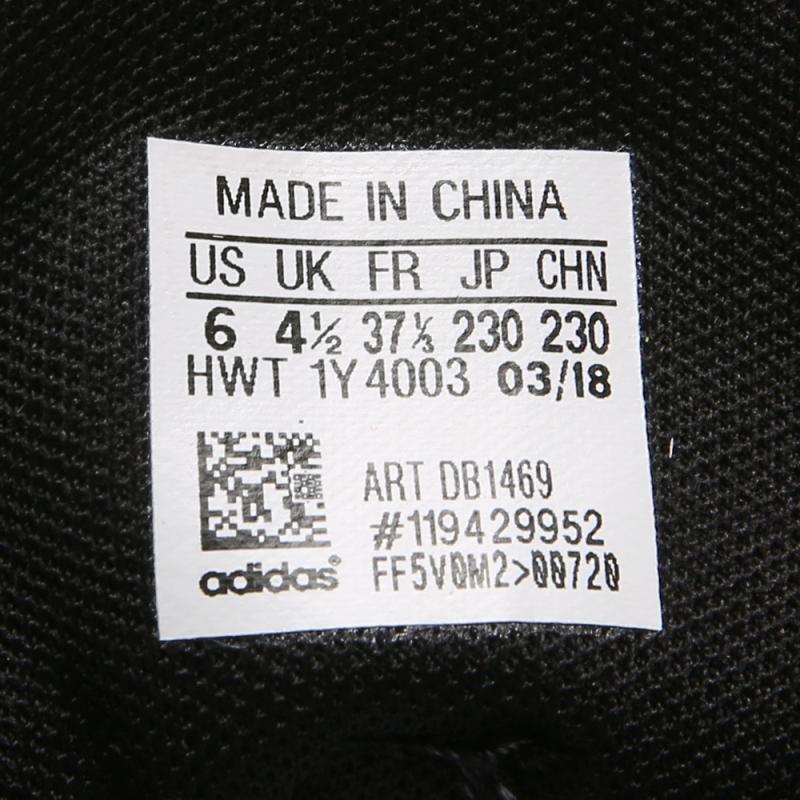 MADE IN CHINA
US UK FR JP CHN
6 4½ 37⅓ 230 230
HWT 1Y4003 03/18
ART DB1469
#119429952
adidas® FF5V0M2>00720